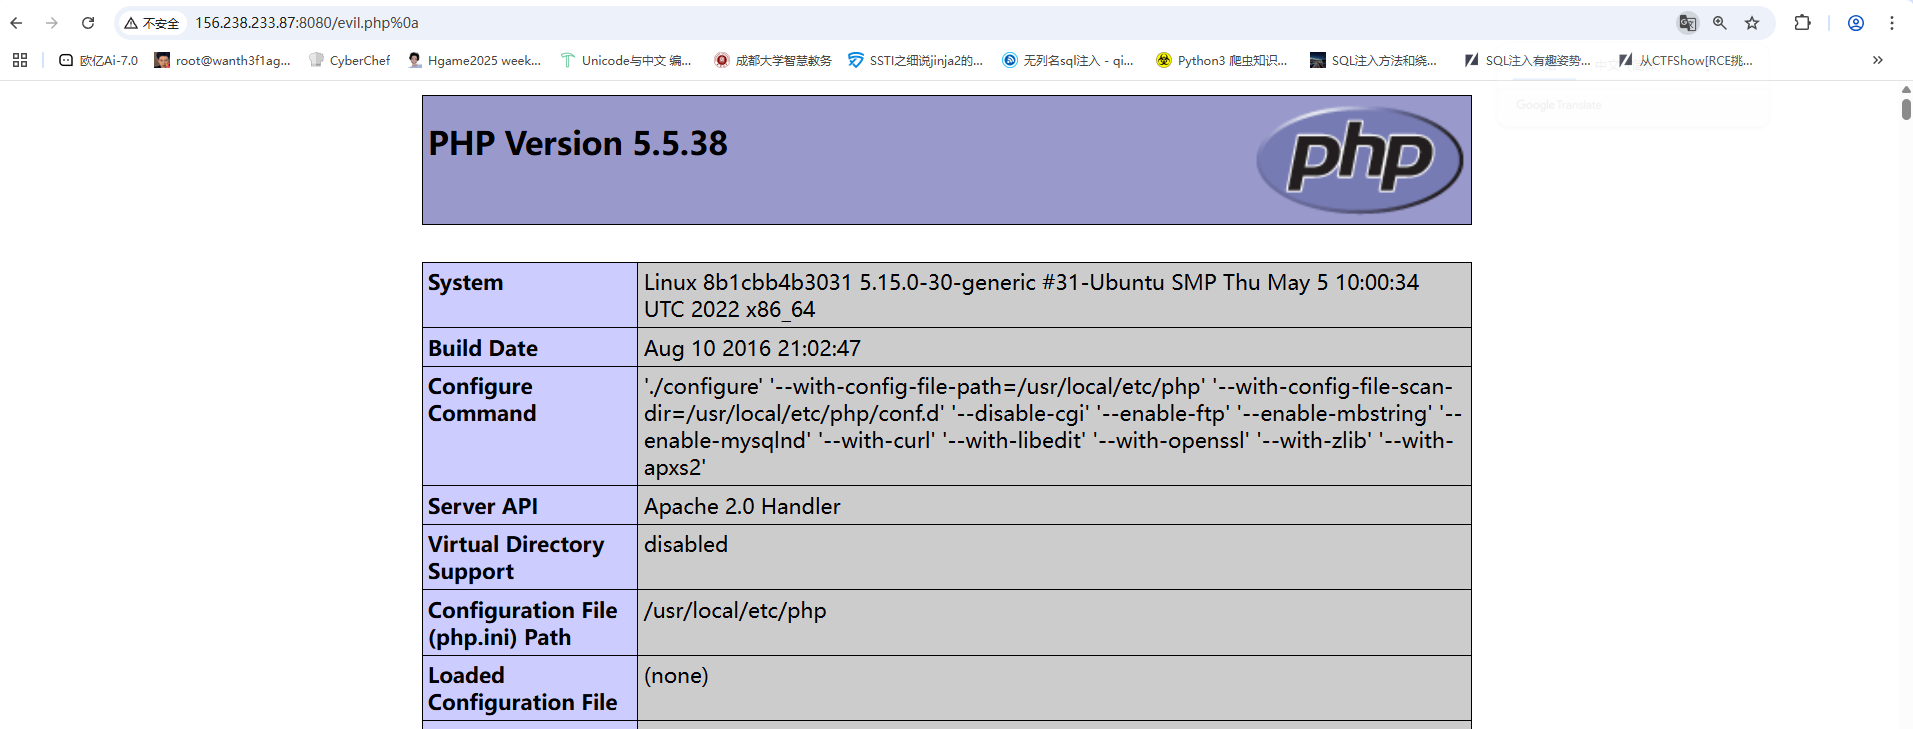 不安全 156.238.233.87:8080/evil.php%0a
欧亿Ai-7.0 root@wanth3f1ag... CyberChef Hgame2025 week... Unicode与中文 编... 成都大学智慧教务 SSTI之细说jinja2的... 无列名sql注入 - qi... Python3 爬虫知识... SQL注入方法和绕... SQL注入有趣姿势... 从CTFShow[RCE挑... »
Google Translate
PHP Version 5.5.38
php
System
Linux 8b1cbb4b3031 5.15.0-30-generic #31-Ubuntu SMP Thu May 5 10:00:34
UTC 2022 x86_64
Build Date
Aug 10 2016 21:02:47
Configure
Command
'./configure' '--with-config-file-path=/usr/local/etc/php' '--with-config-file-scan-
dir=/usr/local/etc/php/conf.d' '--disable-cgi' '--enable-ftp' '--enable-mbstring' '--
enable-mysqlnd' '--with-curl' '--with-libedit' '--with-openssl' '--with-zlib' '--with-
apxs2'
Server API
Apache 2.0 Handler
Virtual Directory
Support
disabled
Configuration File
(php.ini) Path
/usr/local/etc/php
Loaded
Configuration File
(none)